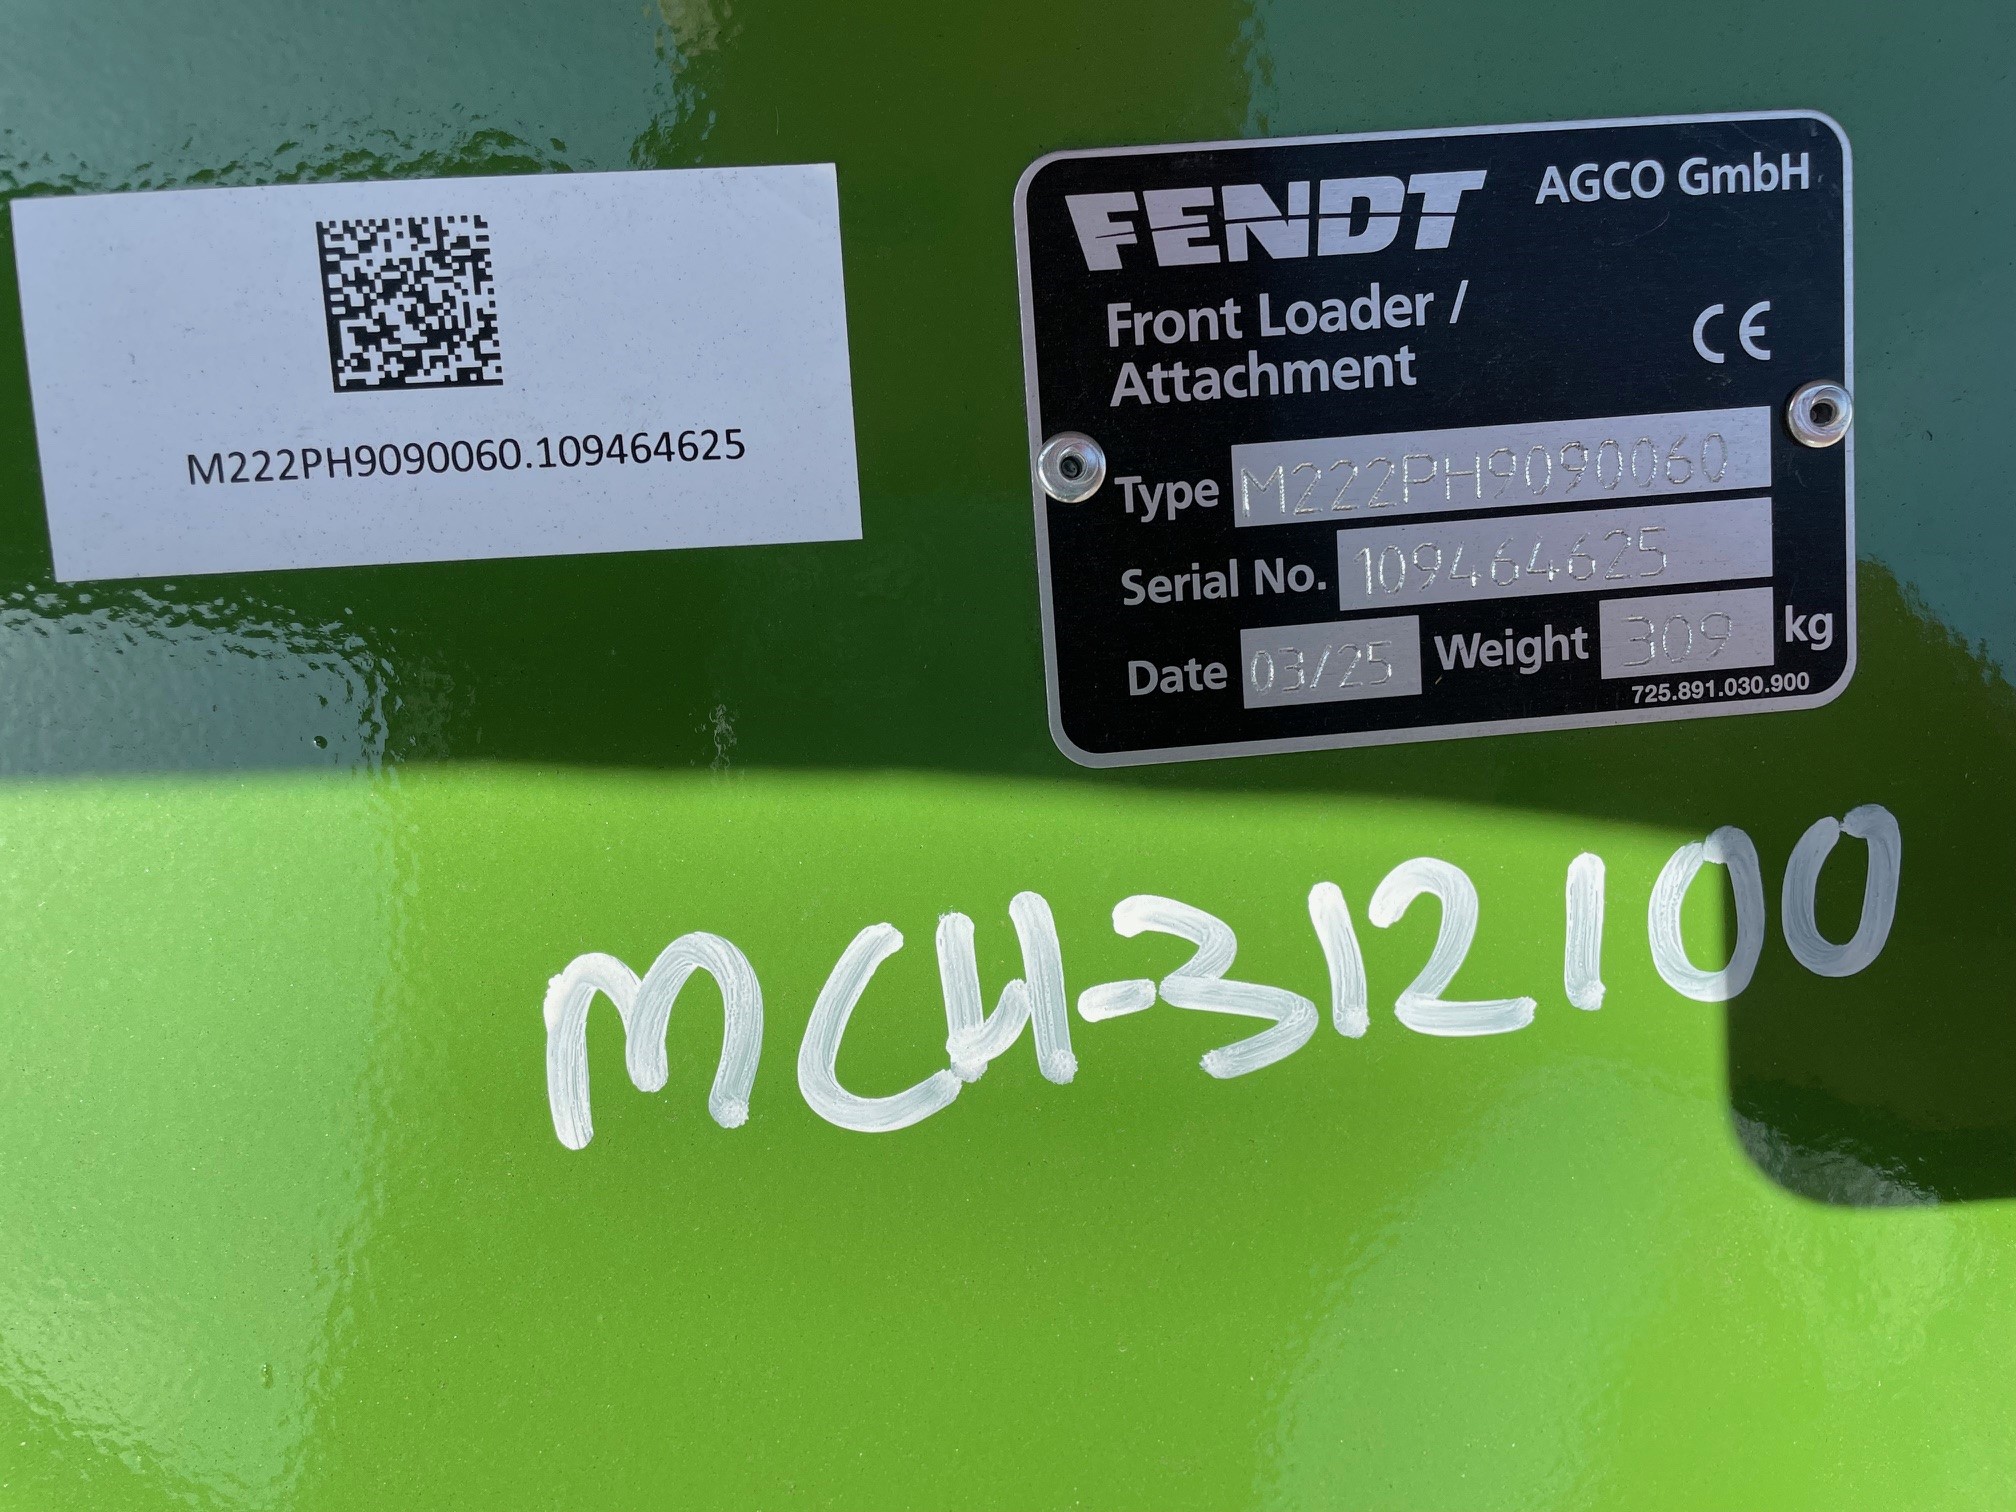 M222PH9090060.109464625
FENDT AGCO GmbH
Front Loader /
Attachment CE
Type M222PH9090060
Serial No. 109464625
Date 03/25 Weight 309 kg
725.891.030.900
MCH-312100